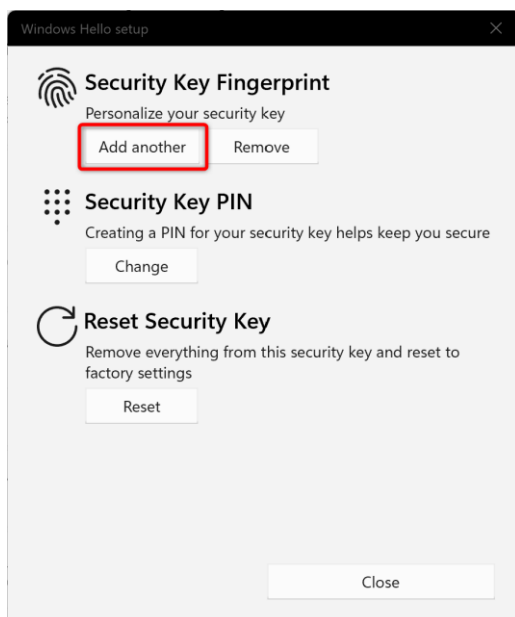 Windows Hello setup
Security Key Fingerprint
Personalize your security key
Add another
Remove
Security Key PIN
Creating a PIN for your security key helps keep you secure
Change
Reset Security Key
Remove everything from this security key and reset to
factory settings
Reset
Close